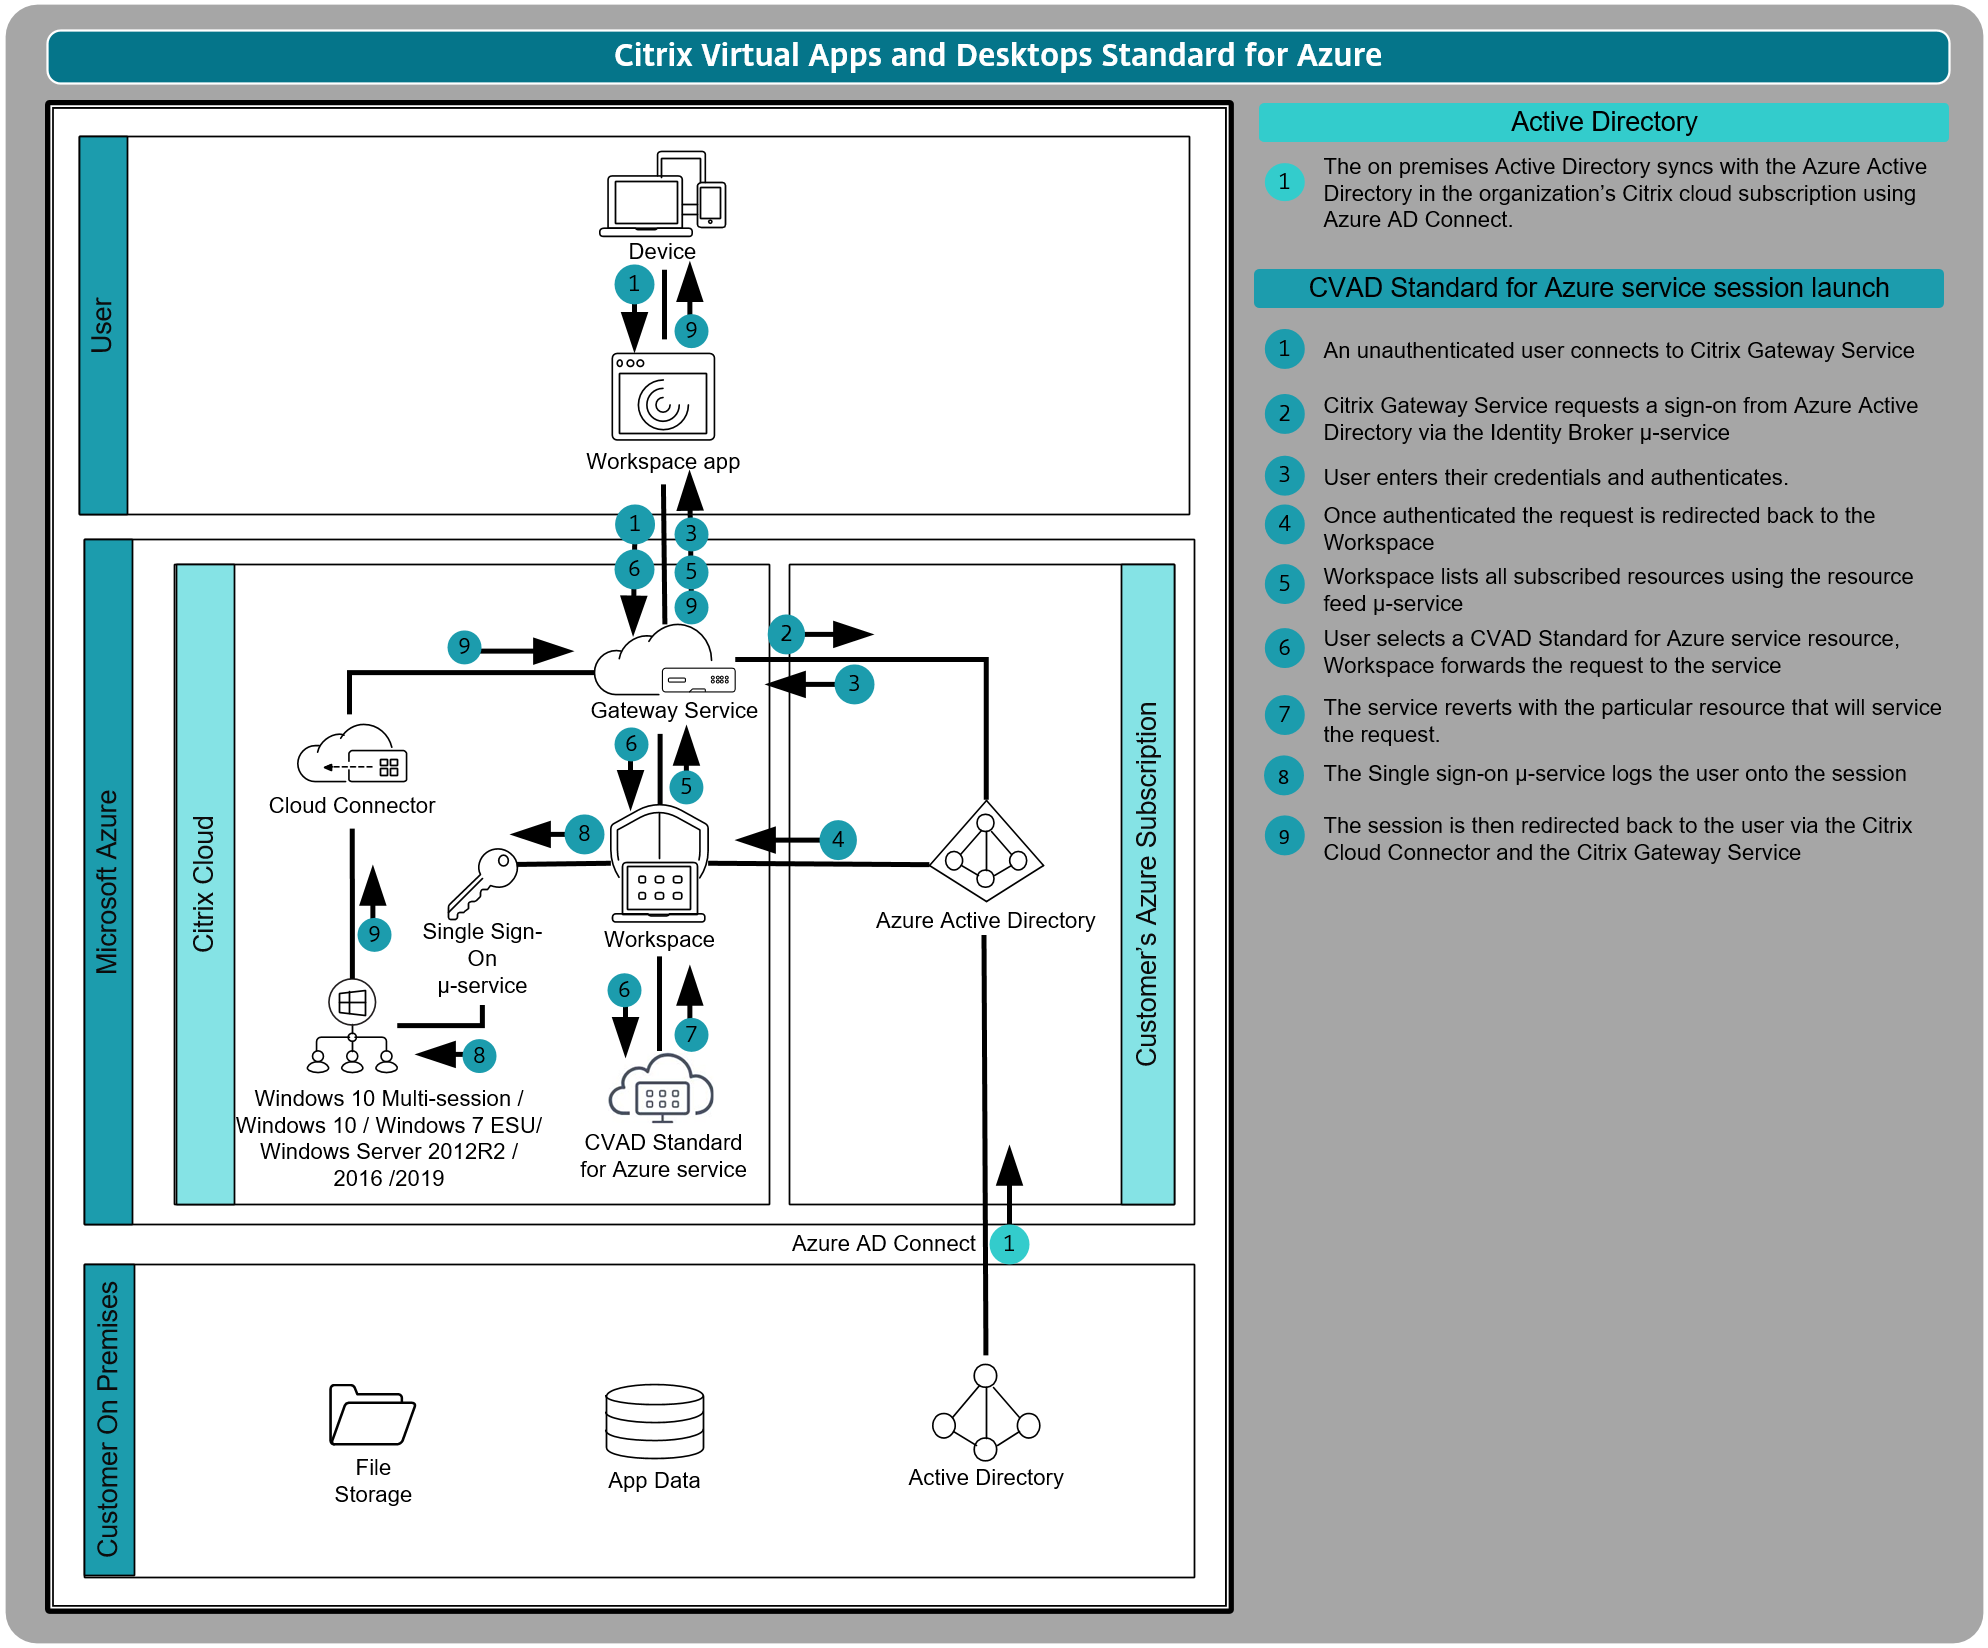 Citrix Virtual Apps and Desktops Standard for Azure
User
Device
1
9
Workspace app
1
3
6
5
9
Microsoft Azure
Citrix Cloud
9
2
3
Gateway Service
6
5
Cloud Connector
8
4
9
Single Sign-
On
µ-service
Workspace
Azure Active Directory
6
7
8
Windows 10 Multi-session /
Windows 10 / Windows 7 ESU/
Windows Server 2012R2 /
2016 /2019
CVAD Standard
for Azure service
Customer’s Azure Subscription
Azure AD Connect
1
Customer On Premises
File
Storage
App Data
Active Directory
Active Directory
1
The on premises Active Directory syncs with the Azure Active
Directory in the organization’s Citrix cloud subscription using
Azure AD Connect.
CVAD Standard for Azure service session launch
1
An unauthenticated user connects to Citrix Gateway Service
2
Citrix Gateway Service requests a sign-on from Azure Active
Directory via the Identity Broker µ-service
3
User enters their credentials and authenticates.
4
Once authenticated the request is redirected back to the
Workspace
5
Workspace lists all subscribed resources using the resource
feed µ-service
6
User selects a CVAD Standard for Azure service resource,
Workspace forwards the request to the service
7
The service reverts with the particular resource that will service
the request.
8
The Single sign-on µ-service logs the user onto the session
9
The session is then redirected back to the user via the Citrix
Cloud Connector and the Citrix Gateway Service